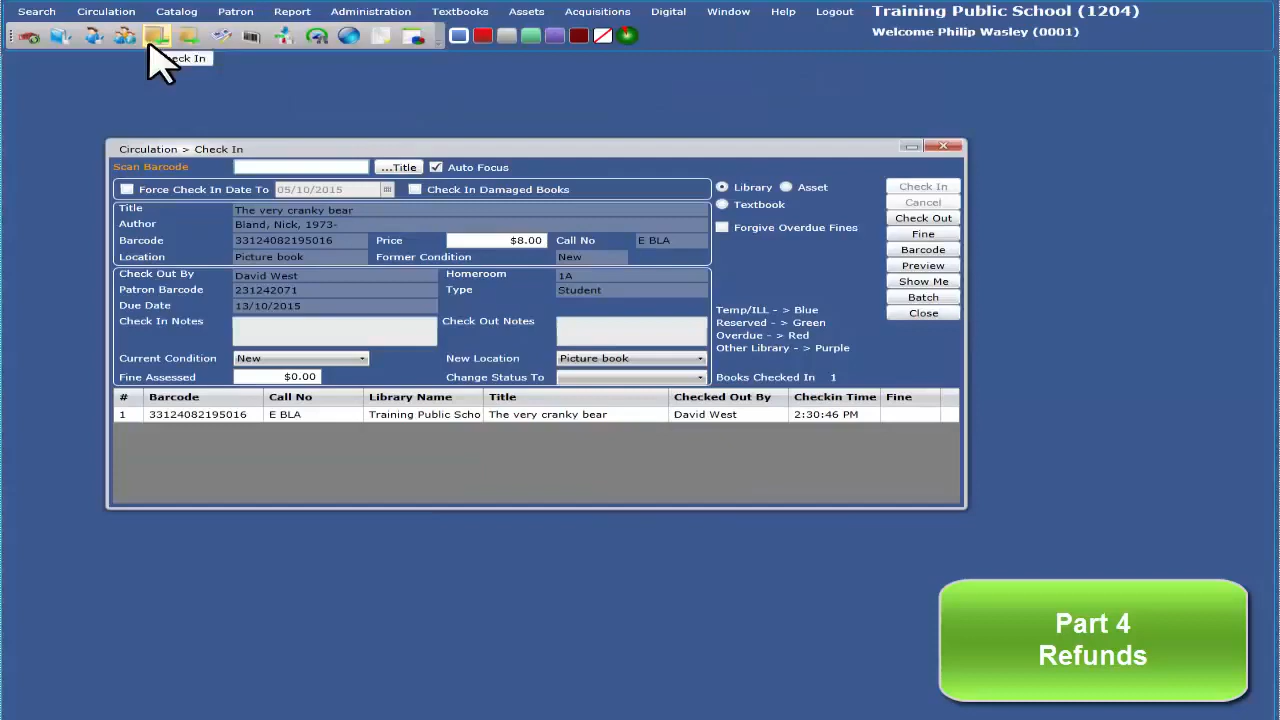 Search Circulation Catalog Patron Report Administration Textbooks Assets Acquisitions Digital Window Help Logout Training Public School (1204)
Welcome Philip Wasley (0001)
eck In
Circulation > Check In
Scan Barcode ...Title Auto Focus
Force Check In Date To 05/10/2015 Check In Damaged Books Library Asset Check In
Textbook Cancel
Title The very cranky bear
Author Bland, Nick, 1973- Forgive Overdue Fines Check Out
Barcode 33124082195016 Price $8.00 Call No E BLA Fine
Location Picture book Former Condition New Barcode
Check Out By David West Homeroom 1A Preview
Patron Barcode 231242071 Type Student Show Me
Due Date 13/10/2015 Temp/ILL - > Blue Batch
Check In Notes Check Out Notes Reserved - > Green Close
Overdue - > Red
Other Library - > Purple
Current Condition New New Location Picture book
Fine Assessed $0.00 Change Status To Books Checked In 1
# Barcode Call No Library Name Title Checked Out By Checkin Time Fine
1 33124082195016 E BLA Training Public Scho The very cranky bear David West 2:30:46 PM
Part 4
Refunds